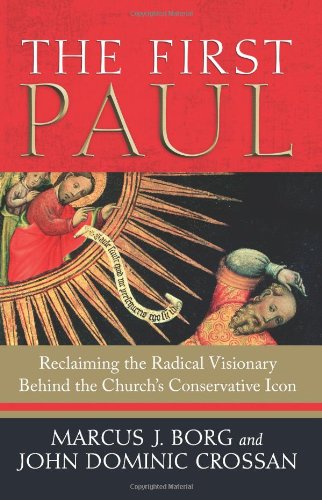 THE FIRST
PAUL
Reclaiming the Radical Visionary
Behind the Church's Conservative Icon
MARCUS J. BORG and
JOHN DOMINIC CROSSAN